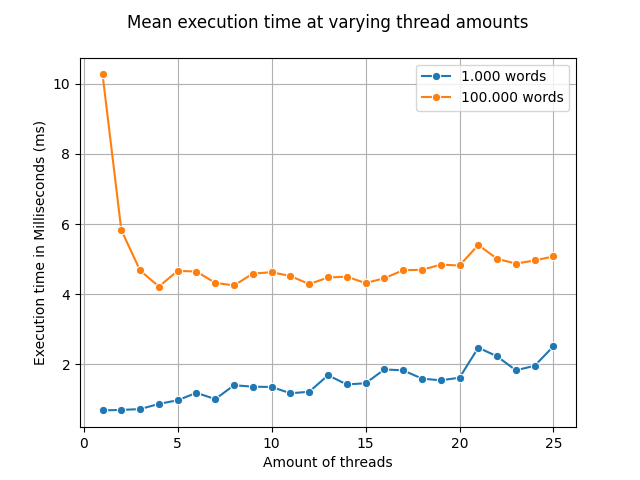 Mean execution time at varying thread amounts
1.000 words
100.000 words
Execution time in Milliseconds (ms)
10
8
6
4
2
0 5 10 15 20 25
Amount of threads